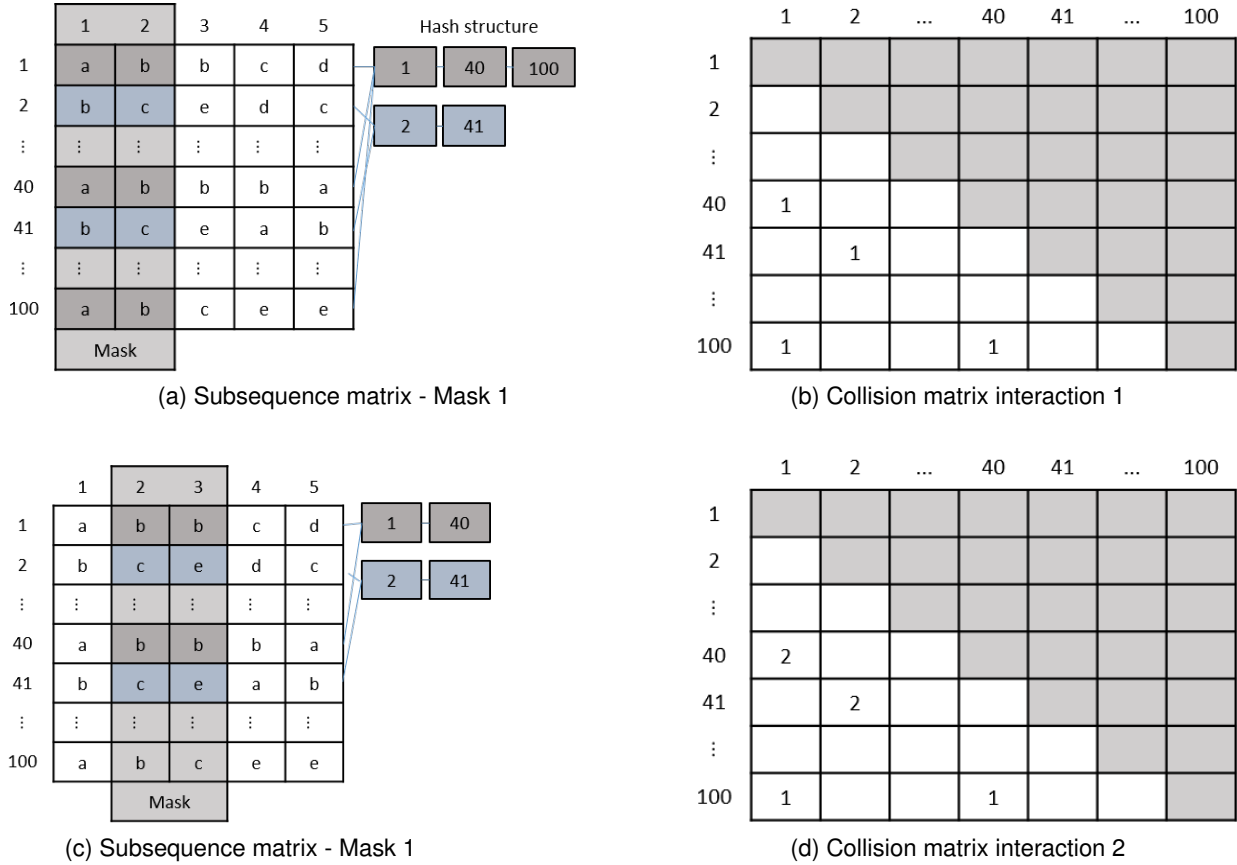 1 2 3 4 5 Hash structure
1 a b b c d 1 40 100
2 b c e d c 2 41
⋮ ⋮ ⋮ ⋮ ⋮ ⋮
40 a b b b a
41 b c e a b
⋮ ⋮ ⋮ ⋮ ⋮ ⋮
100 a b c e e
Mask
(a) Subsequence matrix - Mask 1
1 2 ... 40 41 ... 100
1
2
⋮
40 1
41 1
⋮
100 1 1
(b) Collision matrix interaction 1
1 2 3 4 5
1 a b b c d 1 40
2 b c e d c 2 41
⋮ ⋮ ⋮ ⋮ ⋮ ⋮
40 a b b b a
41 b c e a b
⋮ ⋮ ⋮ ⋮ ⋮ ⋮
100 a b c e e
Mask
(c) Subsequence matrix - Mask 1
1 2 ... 40 41 ... 100
1
2
⋮
40 2
41 2
⋮
100 1 1
(d) Collision matrix interaction 2